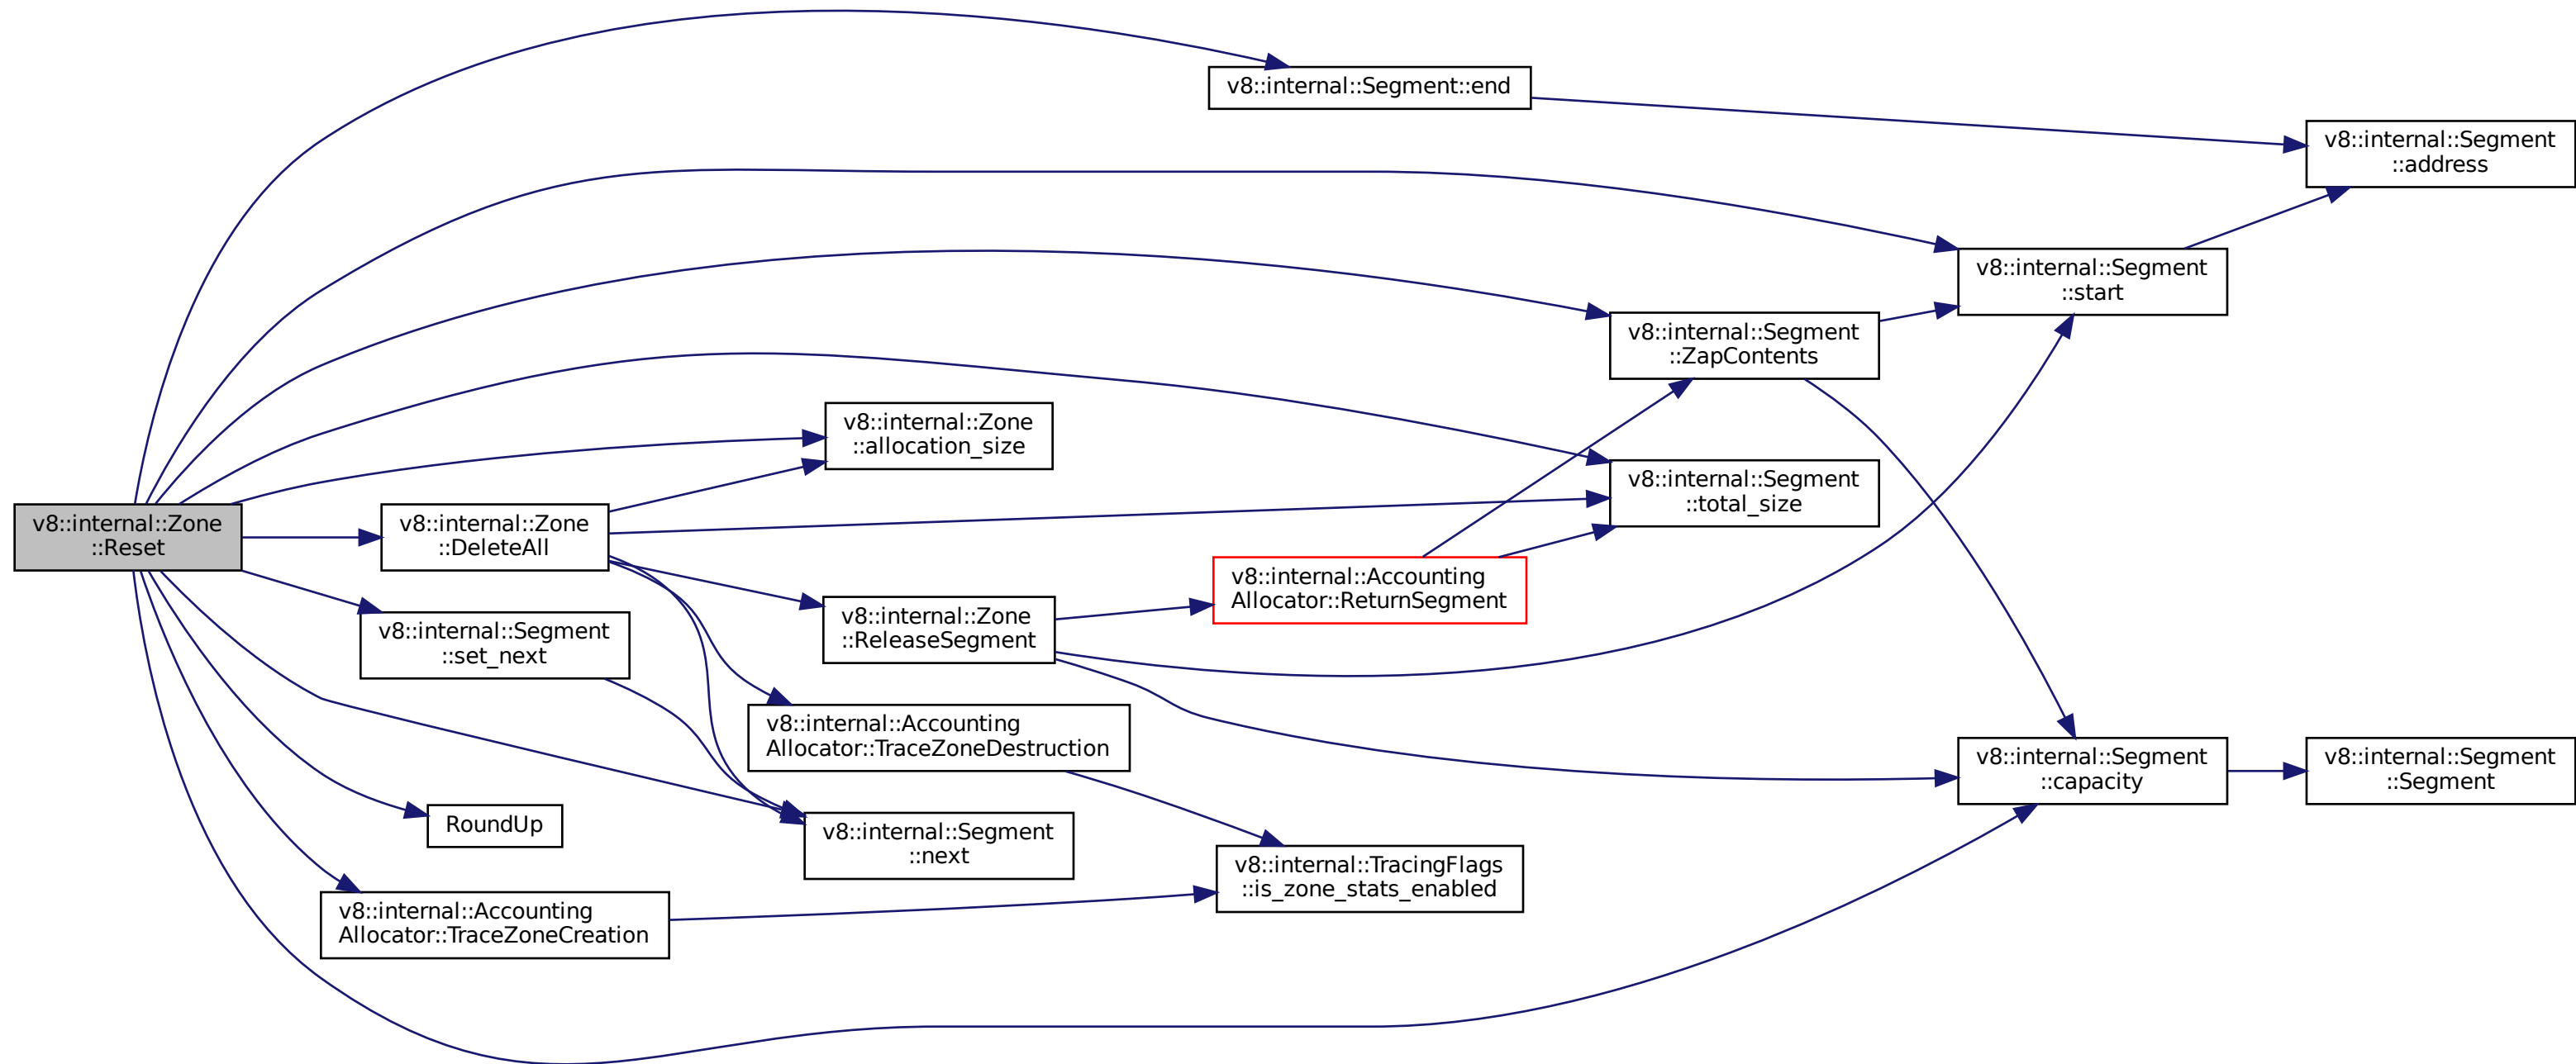 v8::internal::Segment::end
v8::internal::Segment
::address
v8::internal::Segment
::start
v8::internal::Segment
::ZapContents
v8::internal::Zone
::allocation_size
v8::internal::Segment
::total_size
v8::internal::Zone
::Reset
v8::internal::Zone
::DeleteAll
v8::internal::Accounting
Allocator::ReturnSegment
v8::internal::Zone
::ReleaseSegment
v8::internal::Segment
::set_next
v8::internal::Accounting
Allocator::TraceZoneDestruction
v8::internal::Segment
::capacity
v8::internal::Segment
::Segment
RoundUp
v8::internal::Segment
::next
v8::internal::TracingFlags
::is_zone_stats_enabled
v8::internal::Accounting
Allocator::TraceZoneCreation